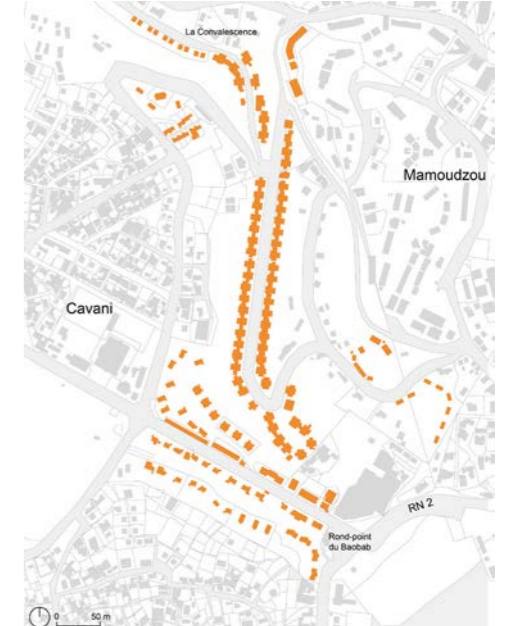 La Convalescence
Mamoudzou
Cavani
RN 2
Rond-point
du Baobab
0 50 m